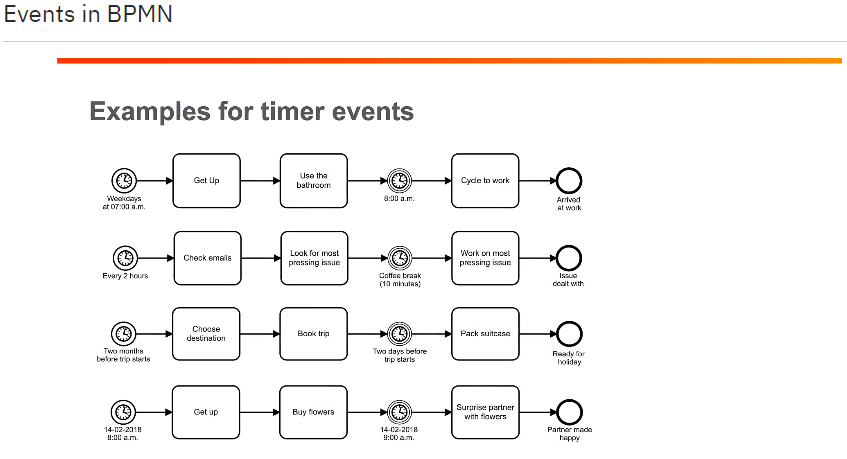 Events in BPMN
Examples for timer events
Weekdays
at 07:00 a.m.
Get Up
Use the
bathroom
8:00 a.m.
Cycle to work
Arrived
at work
Every 2 hours
Check emails
Look for most
pressing issue
Coffee break
(10 minutes)
Work on most
pressing issue
Issue
dealt with
Two months
before trip starts
Choose
destination
Book trip
Two days before
trip starts
Pack suitcase
Ready for
holiday
14-02-2018
8:00 a.m.
Get up
Buy flowers
14-02-2018
9:00 a.m.
Surprise partner
with flowers
Partner made
happy